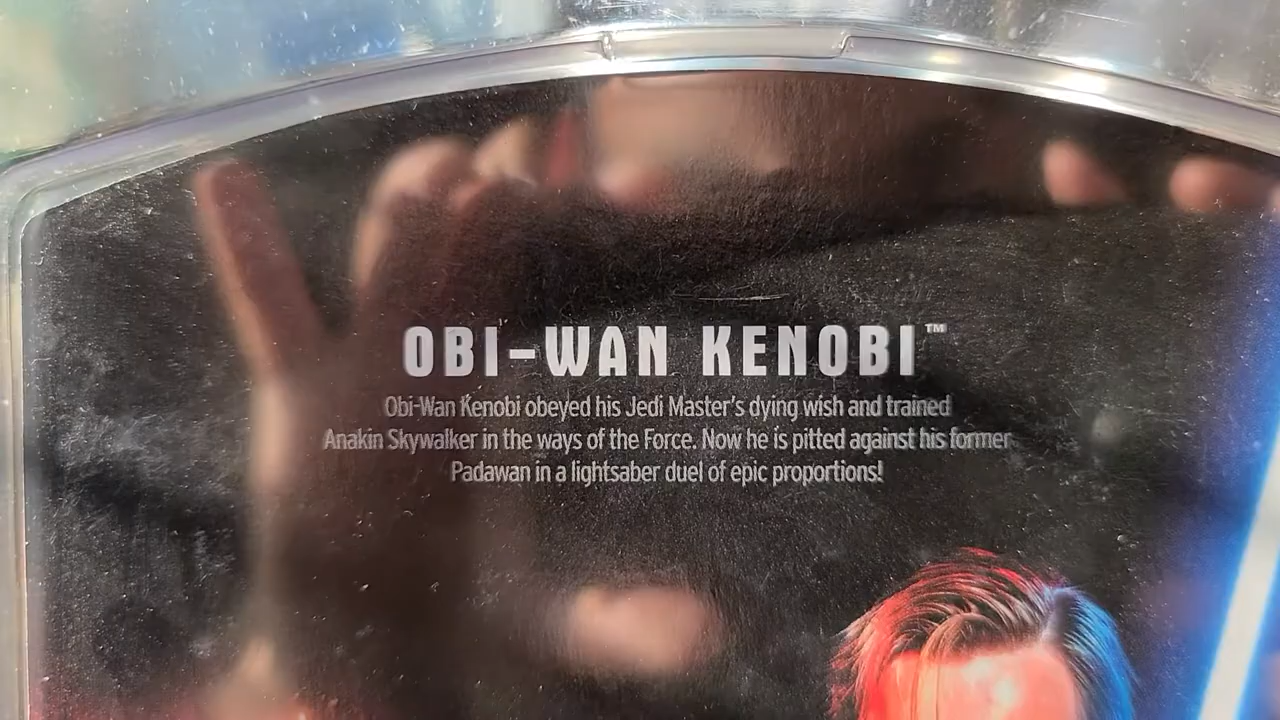 OBI-WAN KENOBI™
Obi-Wan Kenobi obeyed his Jedi Master's dying wish and trained
Anakin Skywalker in the ways of the Force. Now he is pitted against his former
Padawan in a lightsaber duel of epic proportions!